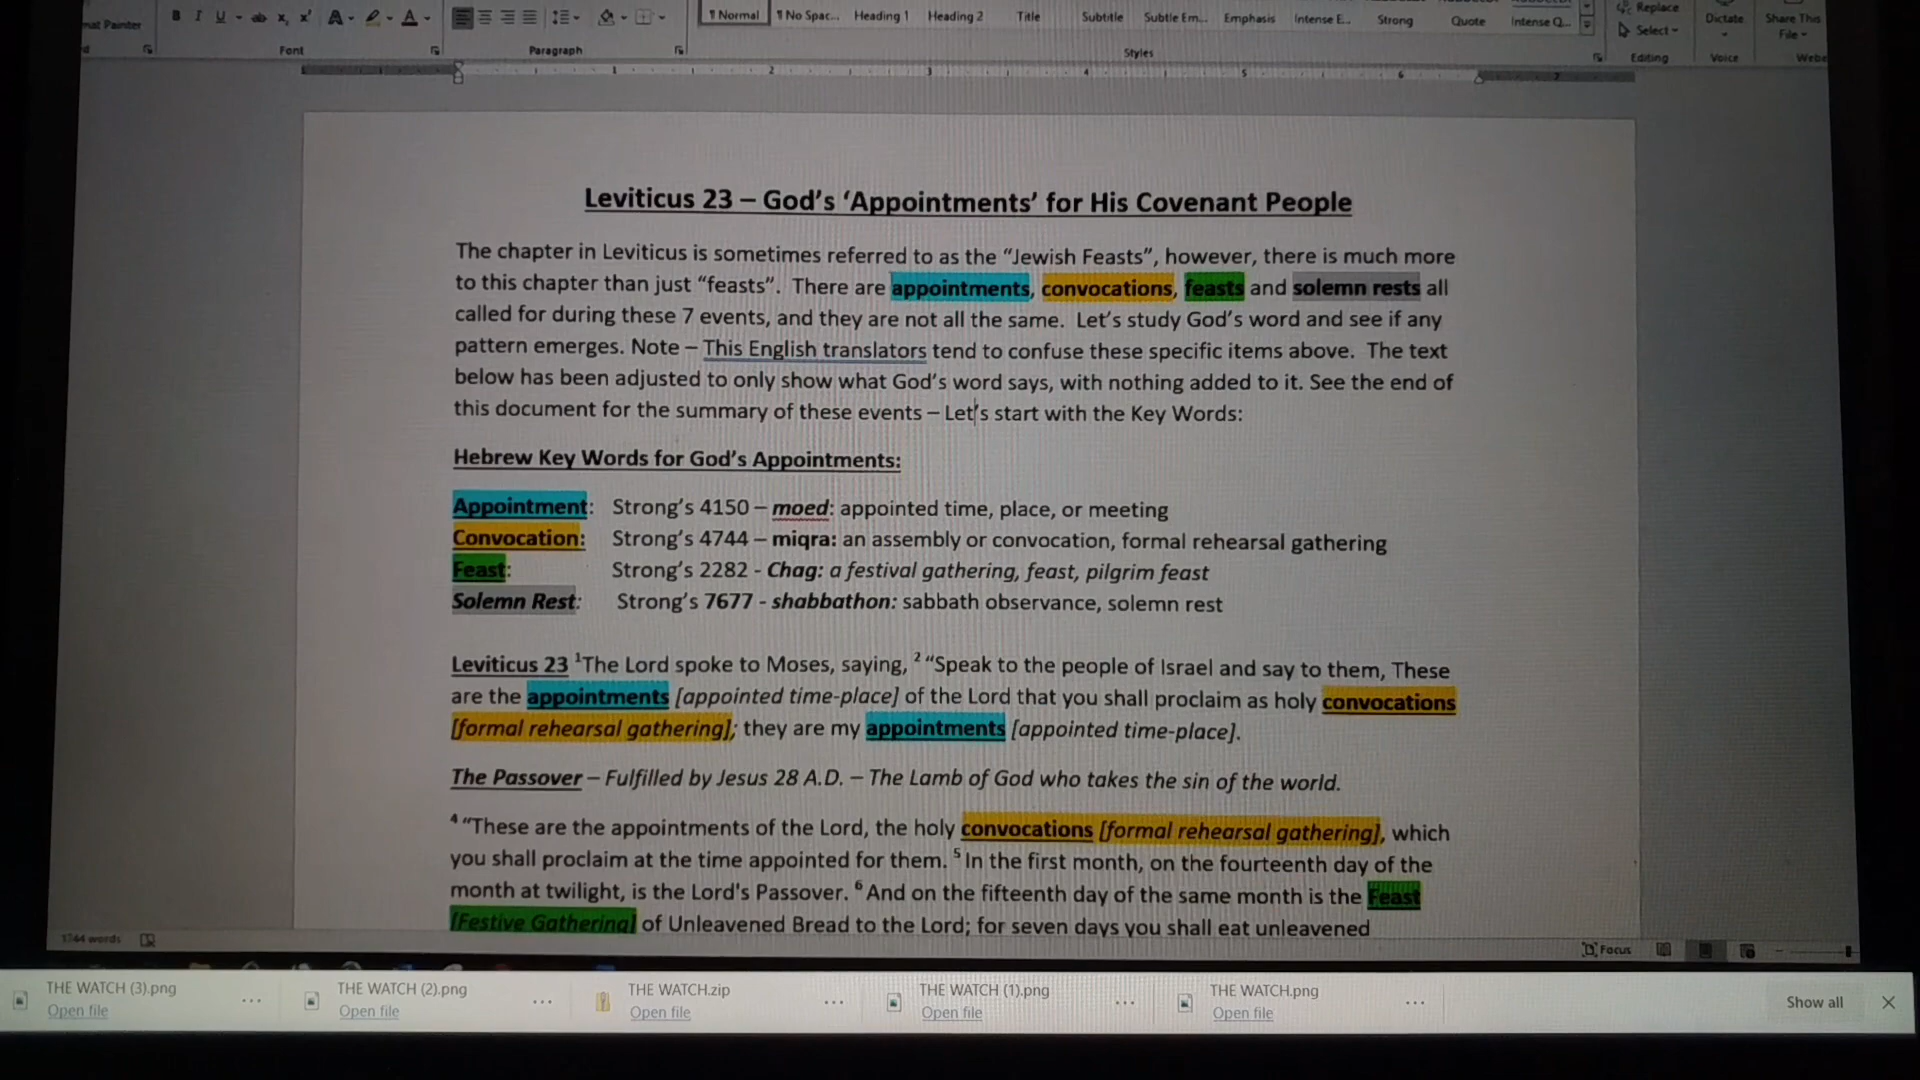 mat Painter
B I U ab x, x' A A
Normal No Spac... Heading 1 Heading 2 Title Subtitle Subtle Em... Emphasis Intense E... Strong Quote Intense Q...
Replace
Select
Dictate
Share This
File
Font Paragraph Styles Editing Voice Webe
1 2 3 4 5 6 7
Leviticus 23 – God's 'Appointments' for His Covenant People
The chapter in Leviticus is sometimes referred to as the "Jewish Feasts", however, there is much more
to this chapter than just "feasts". There are appointments, convocations, feasts and solemn rests all
called for during these 7 events, and they are not all the same. Let's study God's word and see if any
pattern emerges. Note – This English translators tend to confuse these specific items above. The text
below has been adjusted to only show what God's word says, with nothing added to it. See the end of
this document for the summary of these events – Let's start with the Key Words:
Hebrew Key Words for God's Appointments:
Appointment: Strong's 4150 – moed: appointed time, place, or meeting
Convocation: Strong's 4744 – miqra: an assembly or convocation, formal rehearsal gathering
Feast: Strong's 2282 - Chag: a festival gathering, feast, pilgrim feast
Solemn Rest: Strong's 7677 - shabbathon: sabbath observance, solemn rest
Leviticus 23 1The Lord spoke to Moses, saying, 2 "Speak to the people of Israel and say to them, These
are the appointments [appointed time-place] of the Lord that you shall proclaim as holy convocations
[formal rehearsal gathering]; they are my appointments [appointed time-place].
The Passover – Fulfilled by Jesus 28 A.D. – The Lamb of God who takes the sin of the world.
4 "These are the appointments of the Lord, the holy convocations [formal rehearsal gathering], which
you shall proclaim at the time appointed for them. 5 In the first month, on the fourteenth day of the
month at twilight, is the Lord's Passover. 6 And on the fifteenth day of the same month is the Feast
[Festive Gathering] of Unleavened Bread to the Lord; for seven days you shall eat unleavened
1744 words Focus
THE WATCH (3).png THE WATCH (2).png THE WATCH.zip THE WATCH (1).png THE WATCH.png
Open file Open file Open file Open file Open file
Show all